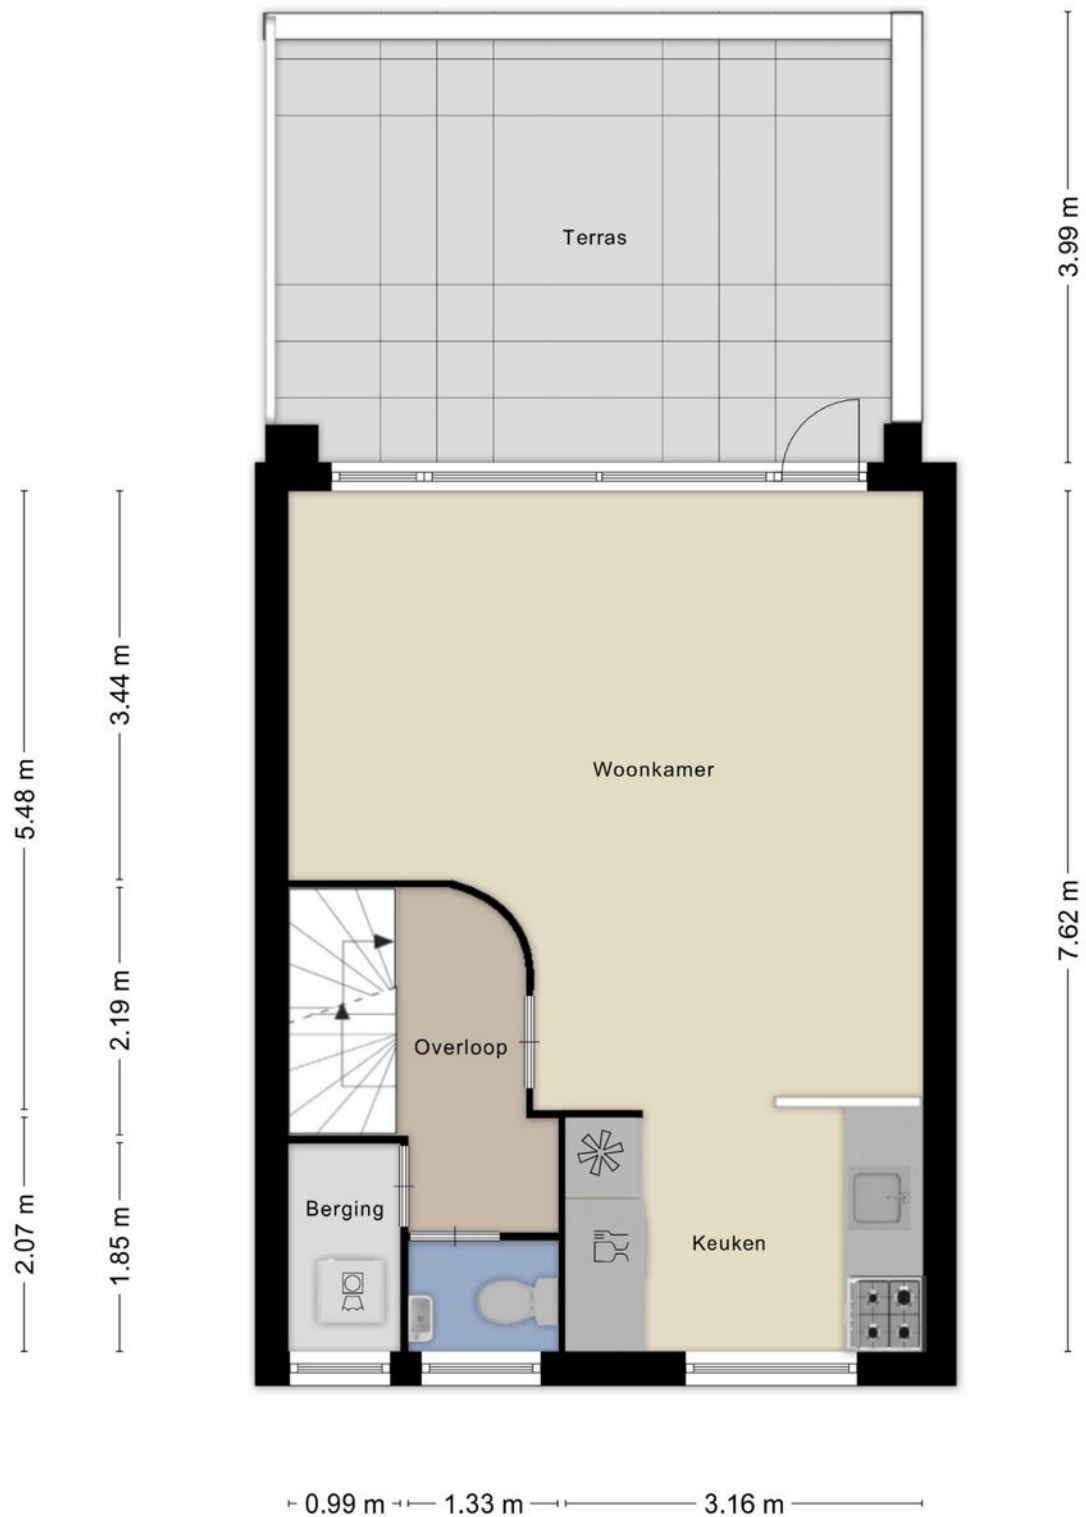 Terras
3.99 m
Woonkamer
3.44 m
5.48 m
7.62 m
2.19 m
Overloop
Berging
Keuken
2.07 m
1.85 m
0.99 m
1.33 m
3.16 m